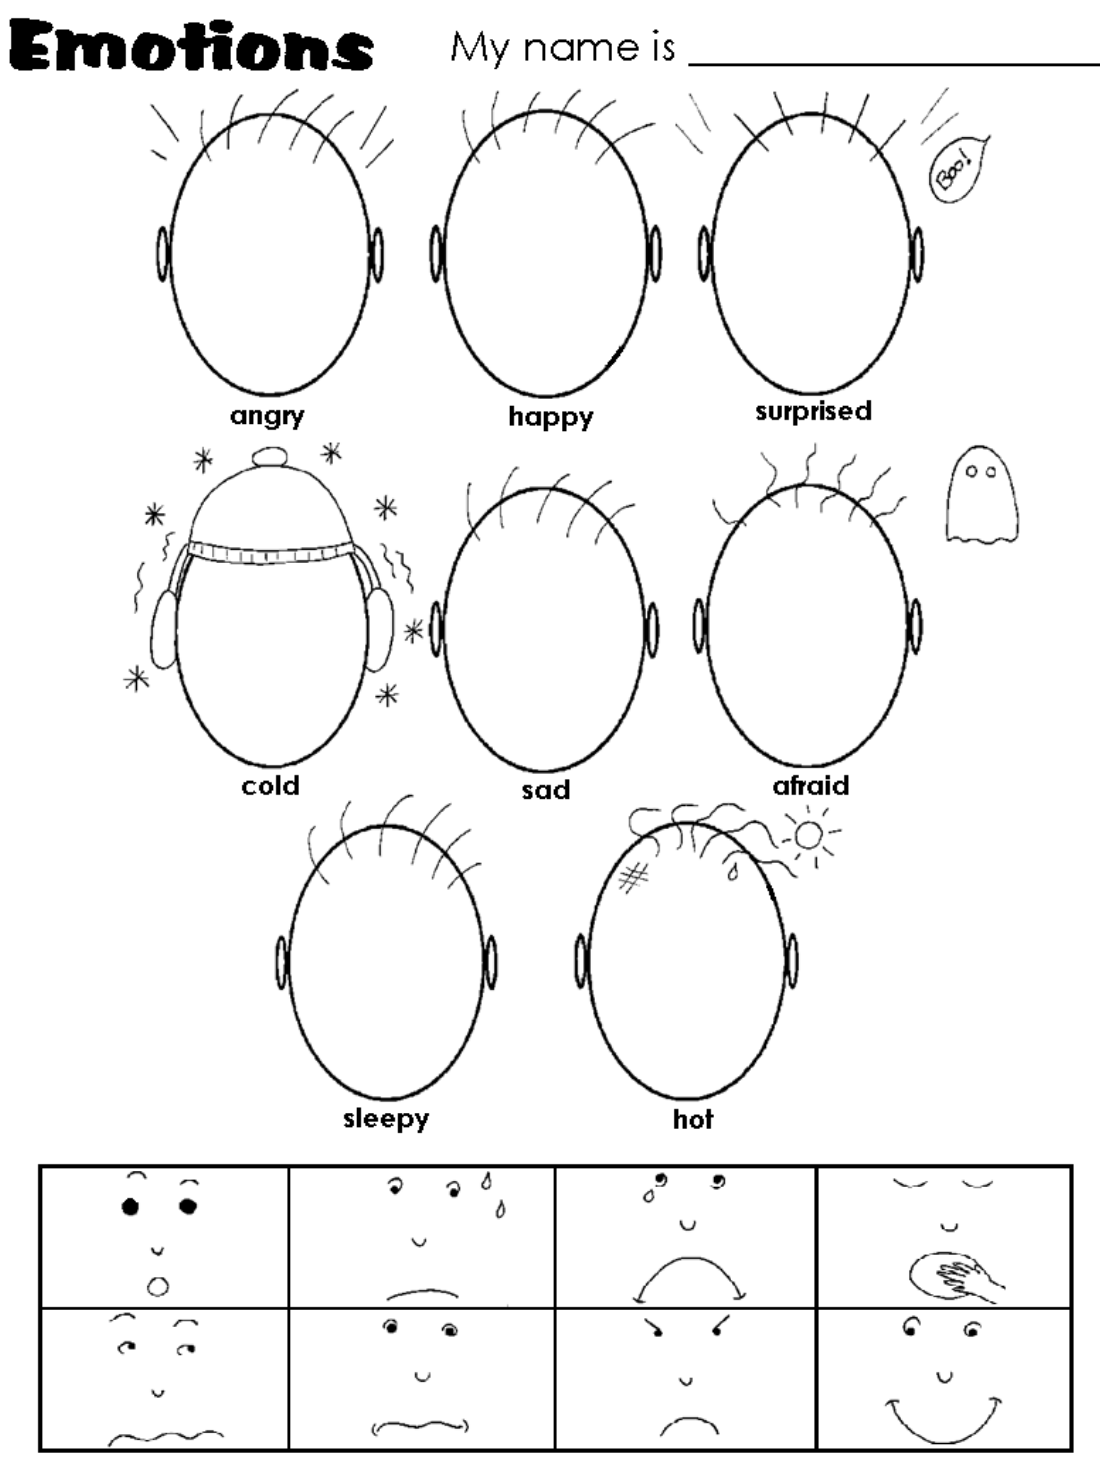 Emotions My name is
Boo!
angry happy surprised
cold sad afraid
sleepy hot